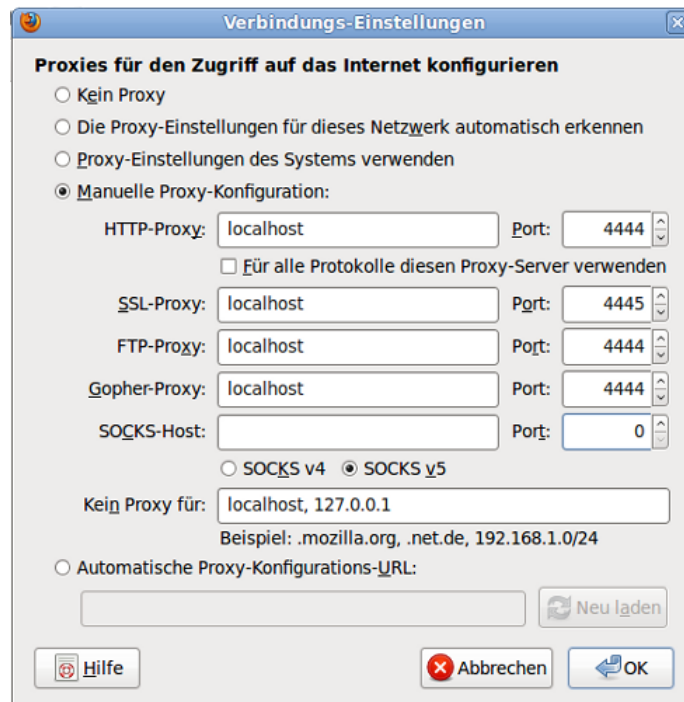 Verbindungs-Einstellungen
Proxies für den Zugriff auf das Internet konfigurieren
Kein Proxy
Die Proxy-Einstellungen für dieses Netzwerk automatisch erkennen
Proxy-Einstellungen des Systems verwenden
Manuelle Proxy-Konfiguration:
HTTP-Proxy: localhost Port: 4444
Für alle Protokolle diesen Proxy-Server verwenden
SSL-Proxy: localhost Port: 4445
FTP-Proxy: localhost Port: 4444
Gopher-Proxy: localhost Port: 4444
SOCKS-Host: Port: 0
SOCKS v4 SOCKS v5
Kein Proxy für: localhost, 127.0.0.1
Beispiel: .mozilla.org, .net.de, 192.168.1.0/24
Automatische Proxy-Konfigurations-URL:
Neu laden
Hilfe Abbrechen OK